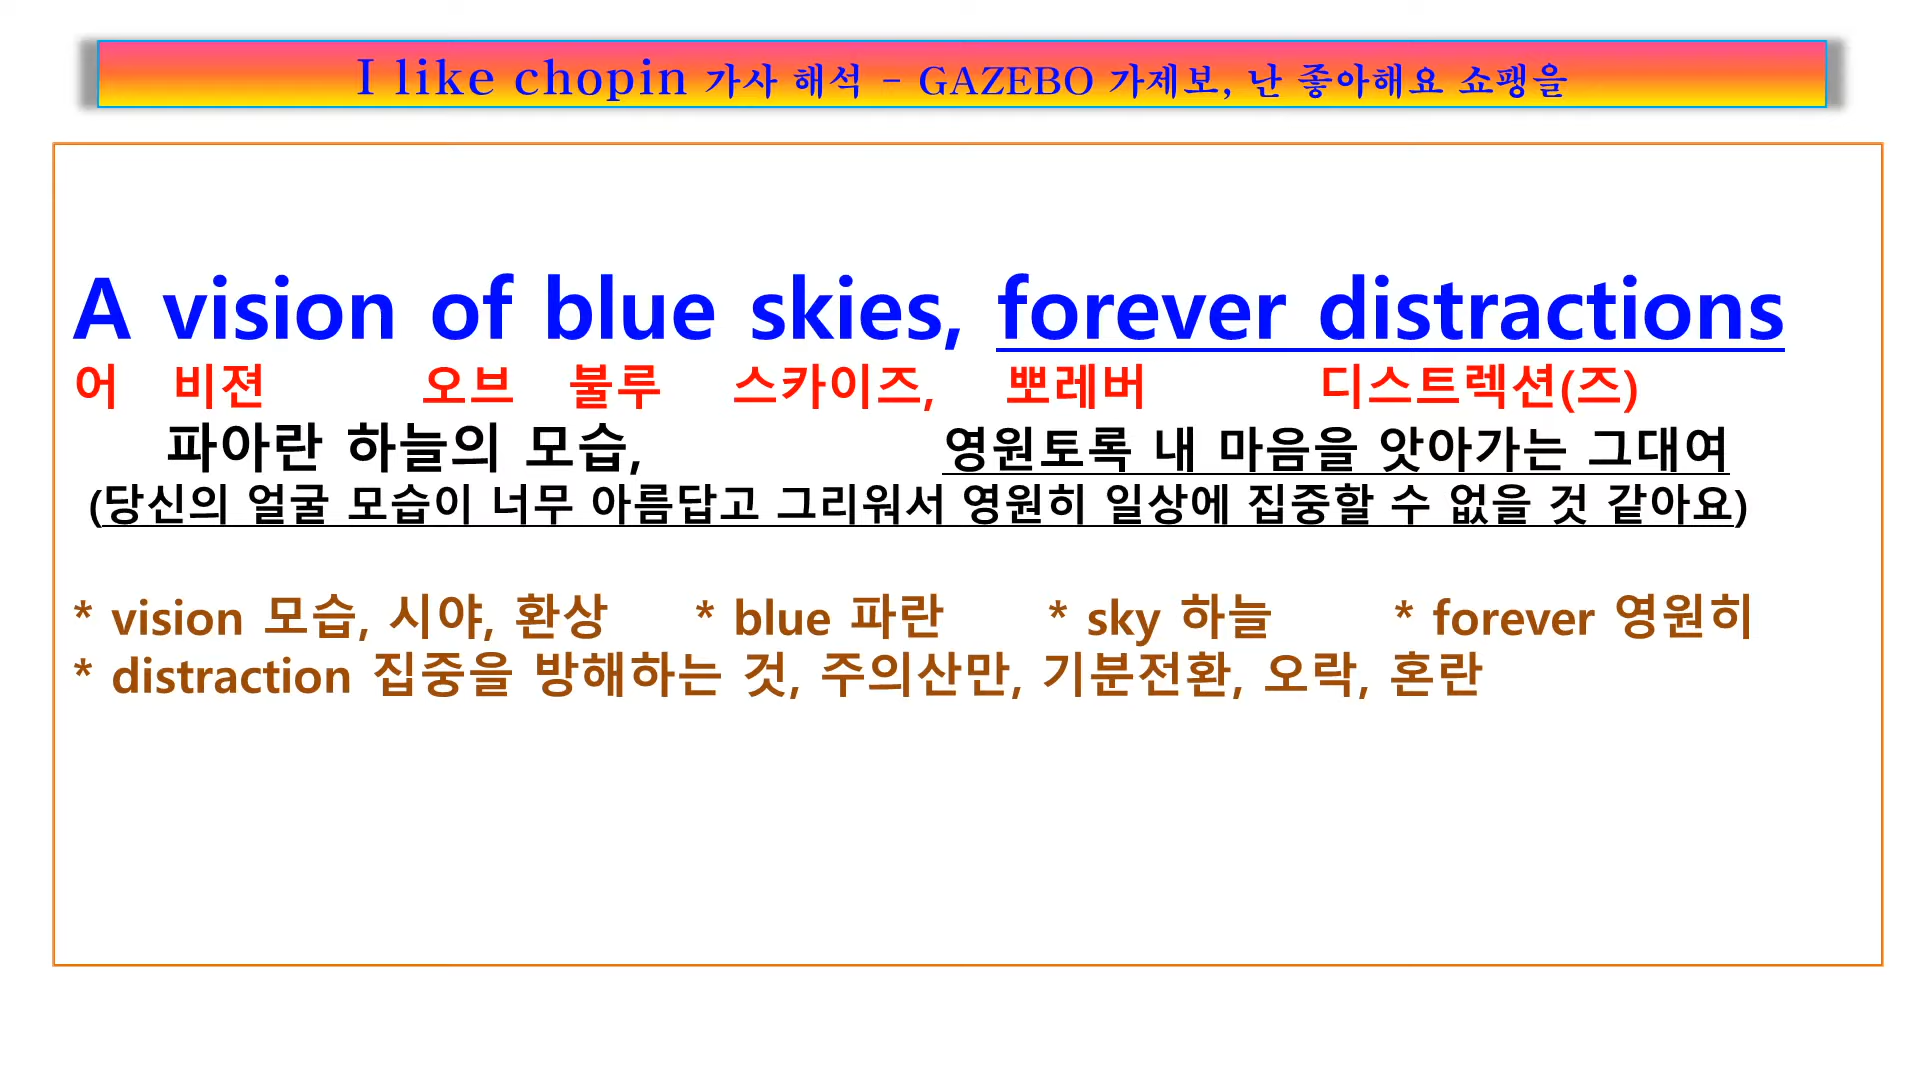 I like chopin 가사 해석 - GAZEBO 가제보, 난 좋아해요 쇼팽을
A vision of blue skies, forever distractions
어 비젼 오브 불루 스카이즈, 뽀레버 디스트렉션(즈)
파아란 하늘의 모습, 영원토록 내 마음을 앗아가는 그대여
(당신의 얼굴 모습이 너무 아름답고 그리워서 영원히 일상에 집중할 수 없을 것 같아요)
* vision 모습, 시야, 환상 * blue 파란 * sky 하늘 * forever 영원히
* distraction 집중을 방해하는 것, 주의산만, 기분전환, 오락, 혼란